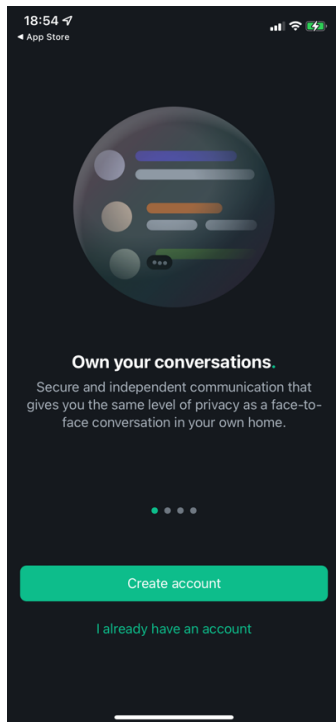 18:54
◀ App Store
Own your conversations.
Secure and independent communication that
gives you the same level of privacy as a face-to-
face conversation in your own home.
Create account
I already have an account